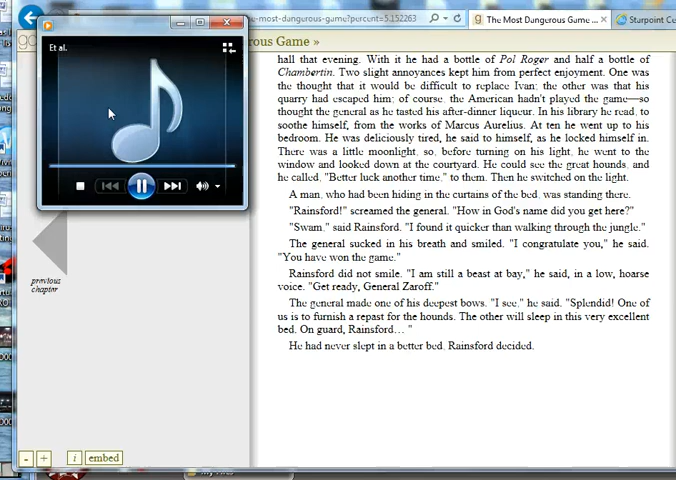 -most-dangerous-game?percent=5.152263
The Most Dangerous Game ...
Starpoint Ce
Et al.
ous Game »
hall that evening. With it he had a bottle of Pol Roger and half a bottle of
Chambertin. Two slight annoyances kept him from perfect enjoyment. One was
the thought that it would be difficult to replace Ivan; the other was that his
quarry had escaped him; of course, the American hadn't played the game—so
thought the general as he tasted his after-dinner liqueur. In his library he read, to
soothe himself, from the works of Marcus Aurelius. At ten he went up to his
bedroom. He was deliciously tired, he said to himself, as he locked himself in.
There was a little moonlight, so, before turning on his light, he went to the
window and looked down at the courtyard. He could see the great hounds, and
he called, "Better luck another time," to them. Then he switched on the light.
A man, who had been hiding in the curtains of the bed, was standing there.
"Rainsford!" screamed the general. "How in God's name did you get here?"
"Swam," said Rainsford. "I found it quicker than walking through the jungle."
The general sucked in his breath and smiled. "I congratulate you," he said.
"You have won the game."
Rainsford did not smile. "I am still a beast at bay," he said, in a low, hoarse
voice. "Get ready, General Zaroff."
The general made one of his deepest bows. "I see," he said. "Splendid! One of
us is to furnish a repast for the hounds. The other will sleep in this very excellent
bed. On guard, Rainsford... "
He had never slept in a better bed, Rainsford decided.
previous
chapter
- + i embed